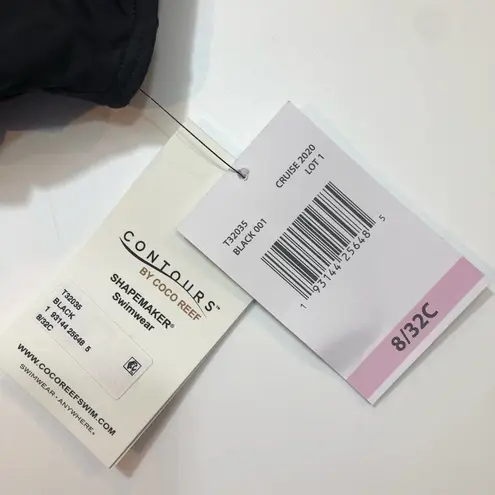 CONTOURS
BY COCO REEF
SHAPEMAKER®
Swimwear
T32035
BLACK
1 93144 25648 5
8/32C
WWW.COCOREEFSWIM.COM
SWIMWEAR • ANYWHERE®
CRUISE 2020
LOT 1
T32035
BLACK 001
1 93144 25648 5
8/32C